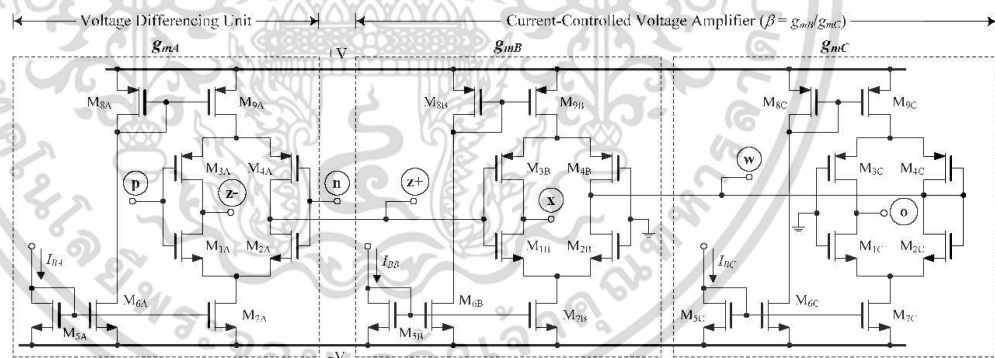 Voltage Differencing Unit
Current-Controlled Voltage Amplifier (β = gmB/gmC)
gmA
+V
gmB
gmC
M8A
M9A
M8B
M9B
M8C
M9C
M3A
M4A
M3B
M4B
M3C
M4C
p
z-
n
z+
x
w
o
M1A
M2A
M1B
M2B
M1C
M2C
IBA
IBB
IBC
M5A
M6A
M7A
M5B
M6B
M7B
M5C
M6C
M7C
-V